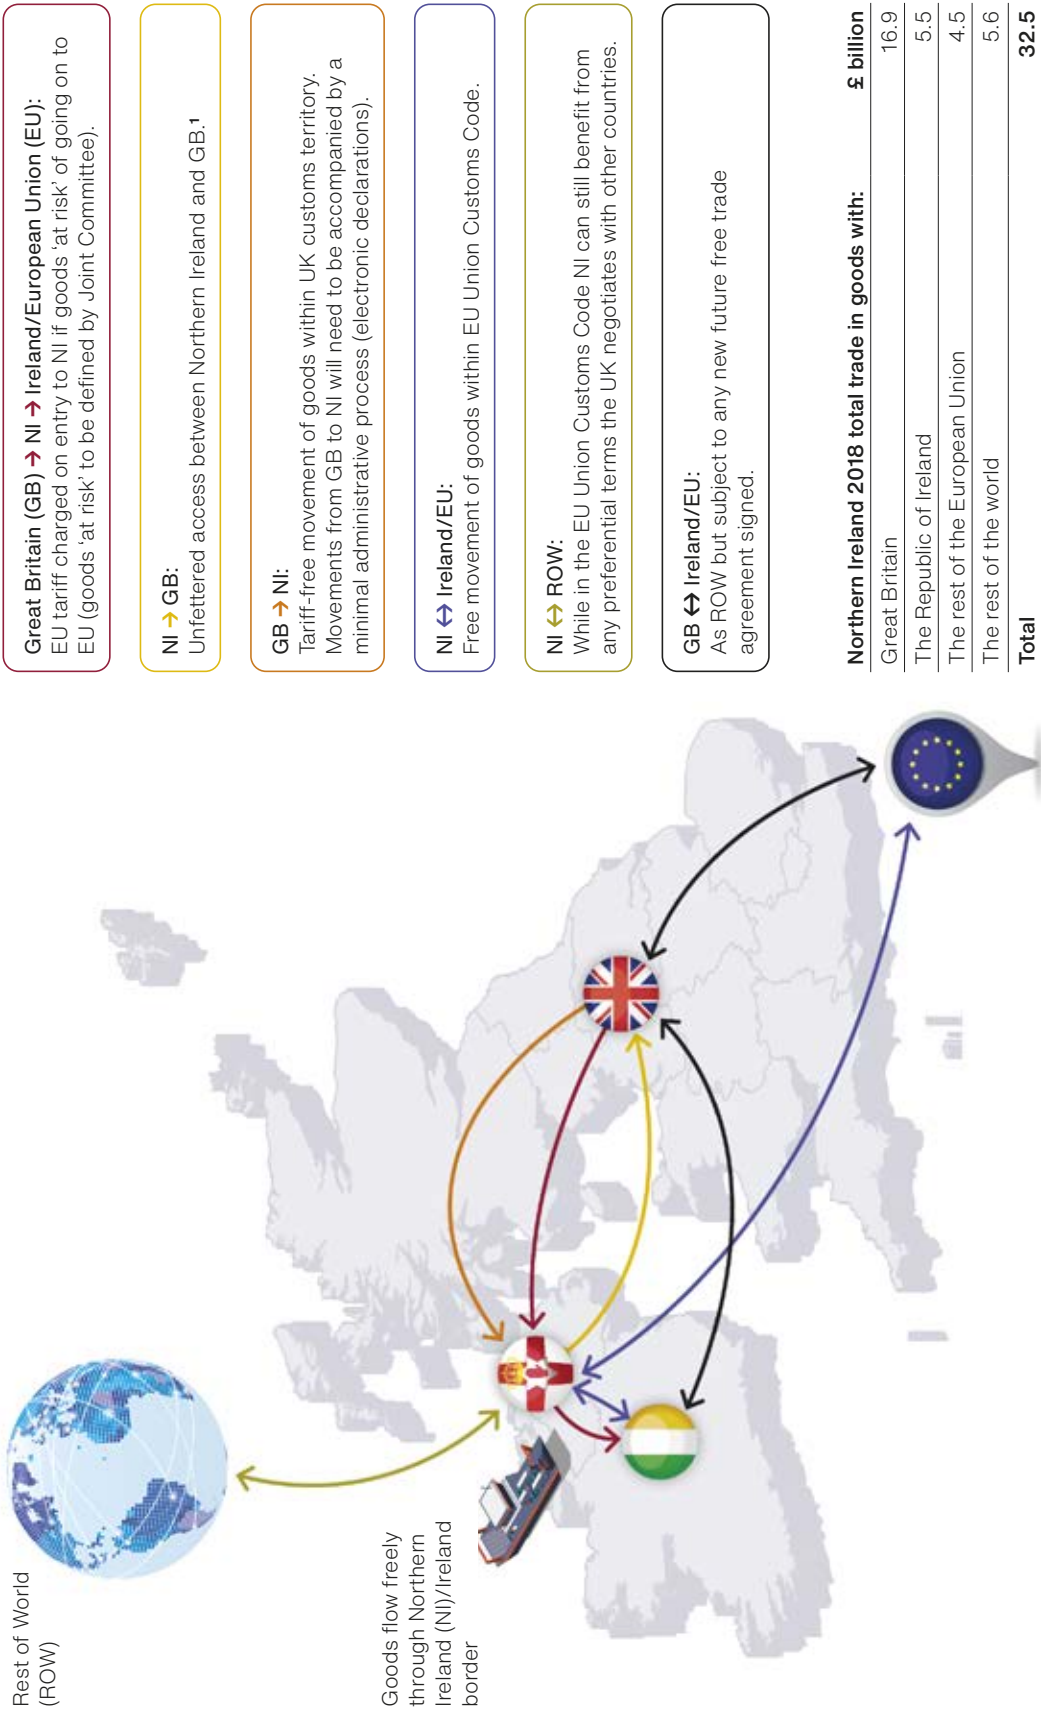 Rest of World
(ROW)
Goods flow freely
through Northern
Ireland (NI)/Ireland
border
Great Britain (GB) → NI → Ireland/European Union (EU):
EU tariff charged on entry to NI if goods ‘at risk’ of going on to
EU (goods ‘at risk’ to be defined by Joint Committee).
NI → GB:
Unfettered access between Northern Ireland and GB.¹
GB → NI:
Tariff-free movement of goods within UK customs territory.
Movements from GB to NI will need to be accompanied by a
minimal administrative process (electronic declarations).
NI ↔ Ireland/EU:
Free movement of goods within EU Union Customs Code.
NI ↔ ROW:
While in the EU Union Customs Code NI can still benefit from
any preferential terms the UK negotiates with other countries.
GB ↔ Ireland/EU:
As ROW but subject to any new future free trade
agreement signed.
Northern Ireland 2018 total trade in goods with: £ billion
Great Britain 16.9
The Republic of Ireland 5.5
The rest of the European Union 4.5
The rest of the world 5.6
Total 32.5